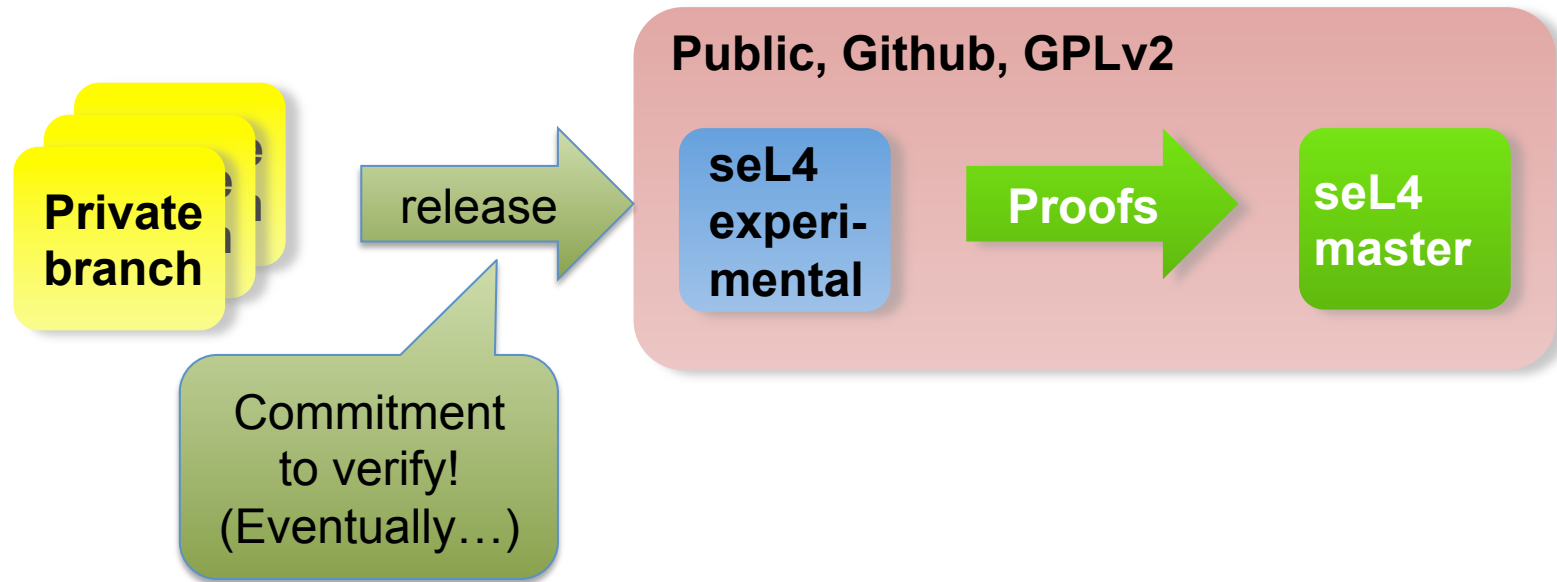 Public, Github, GPLv2
Private
branch
release
seL4
experi-
mental
Proofs
seL4
master
Commitment
to verify!
(Eventually…)